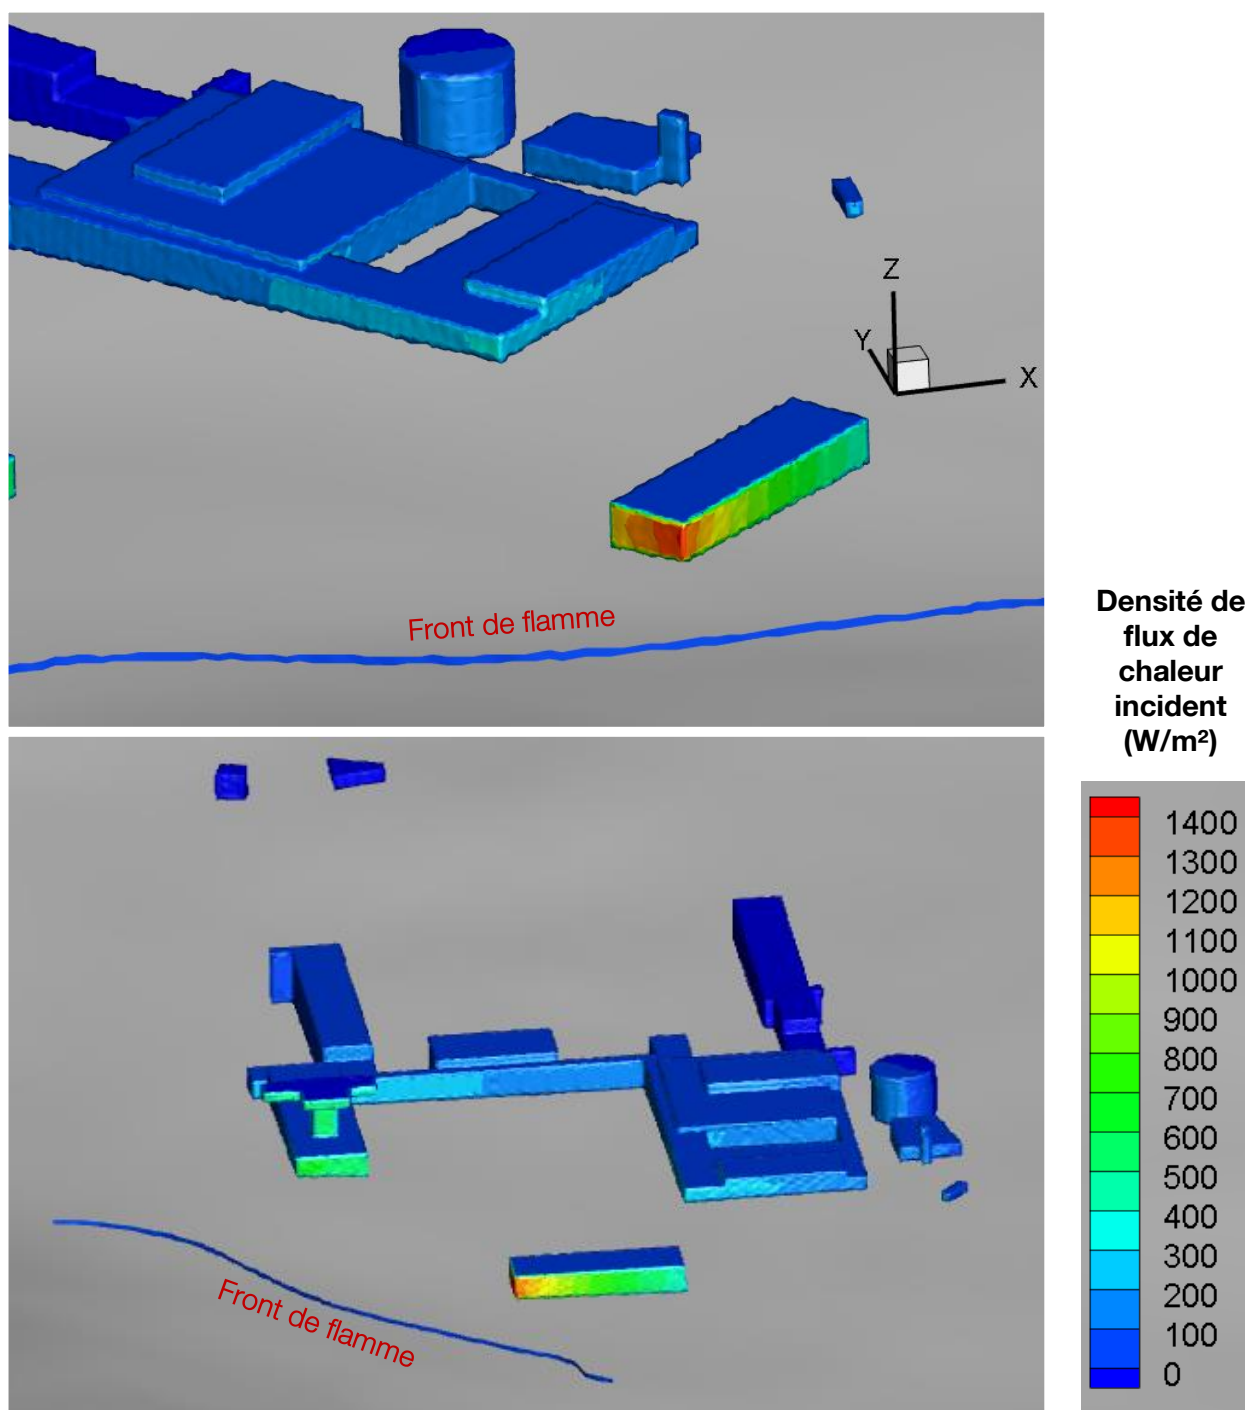 Z
Y
X
Front de flamme
Densité de
flux de
chaleur
incident
(W/m²)
Front de flamme
1400
1300
1200
1100
1000
900
800
700
600
500
400
300
200
100
0